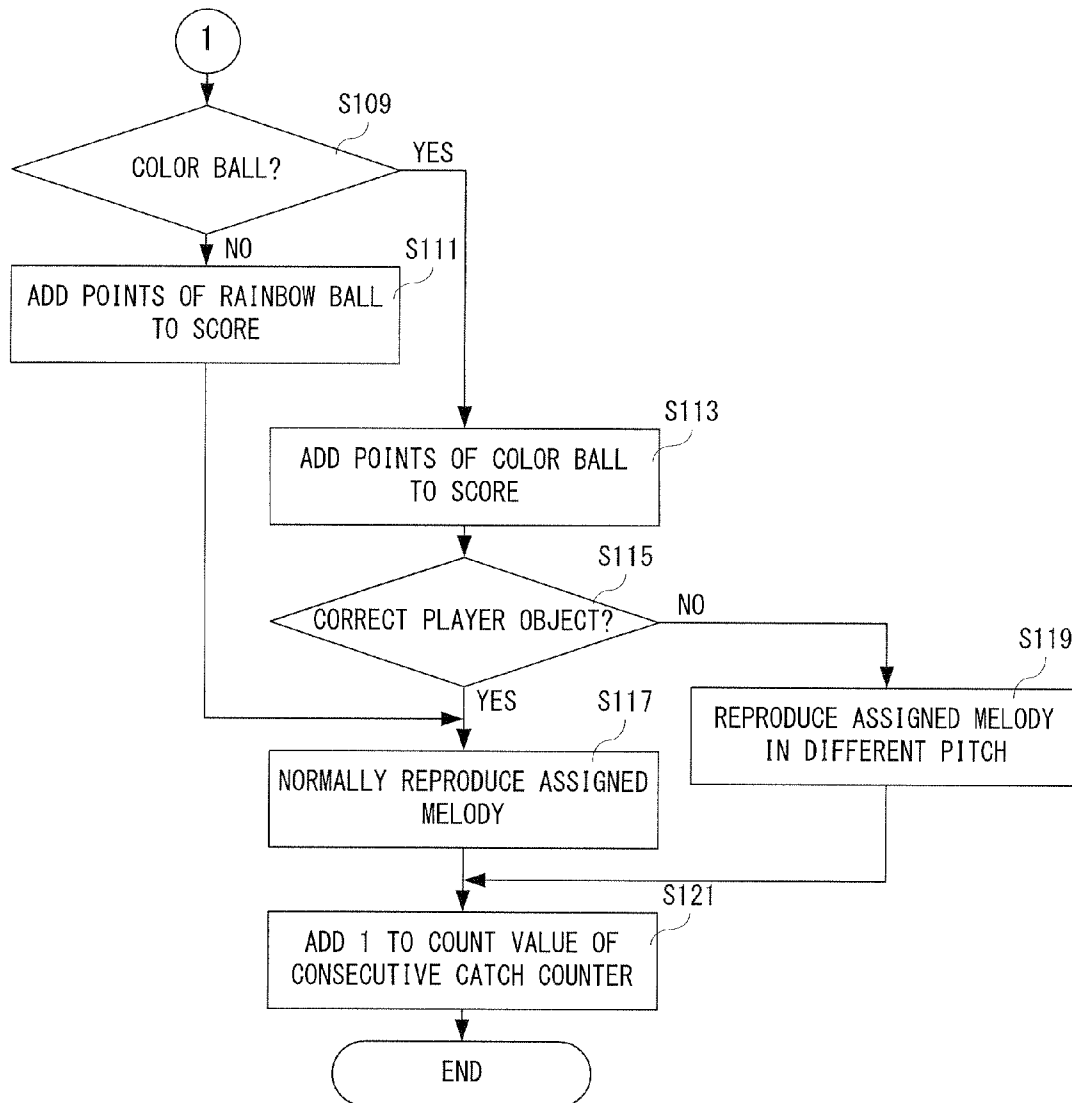 1
S109
COLOR BALL?
YES
NO
S111
ADD POINTS OF RAINBOW BALL
TO SCORE
S113
ADD POINTS OF COLOR BALL
TO SCORE
S115
CORRECT PLAYER OBJECT?
NO
YES
S117
NORMALLY REPRODUCE ASSIGNED
MELODY
S119
REPRODUCE ASSIGNED MELODY
IN DIFFERENT PITCH
S121
ADD 1 TO COUNT VALUE OF
CONSECUTIVE CATCH COUNTER
END